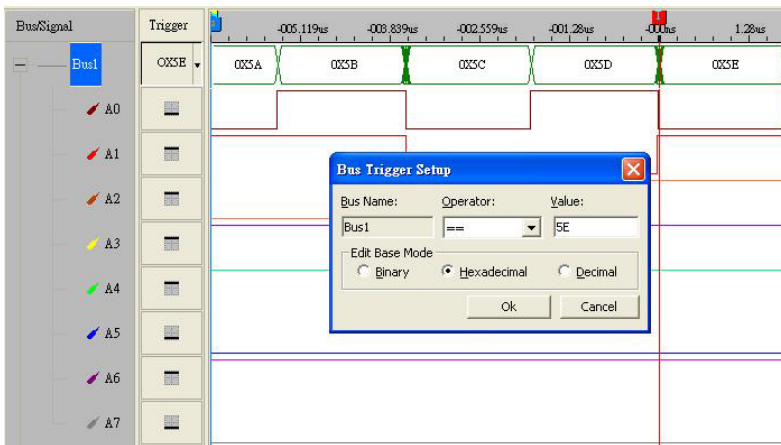 Bus/Signal Trigger
-005.119us -003.839us -002.559us -001.28us -000ns 1.28us
Bus1 0X5E 0X5A 0X5B 0X5C 0X5D 0X5E
A0
A1
A2
A3
A4
A5
A6
A7
Bus Trigger Setup
Bus Name: Operator: Value:
Bus1 == 5E
Edit Base Mode
Binary Hexadecimal Decimal
Ok Cancel